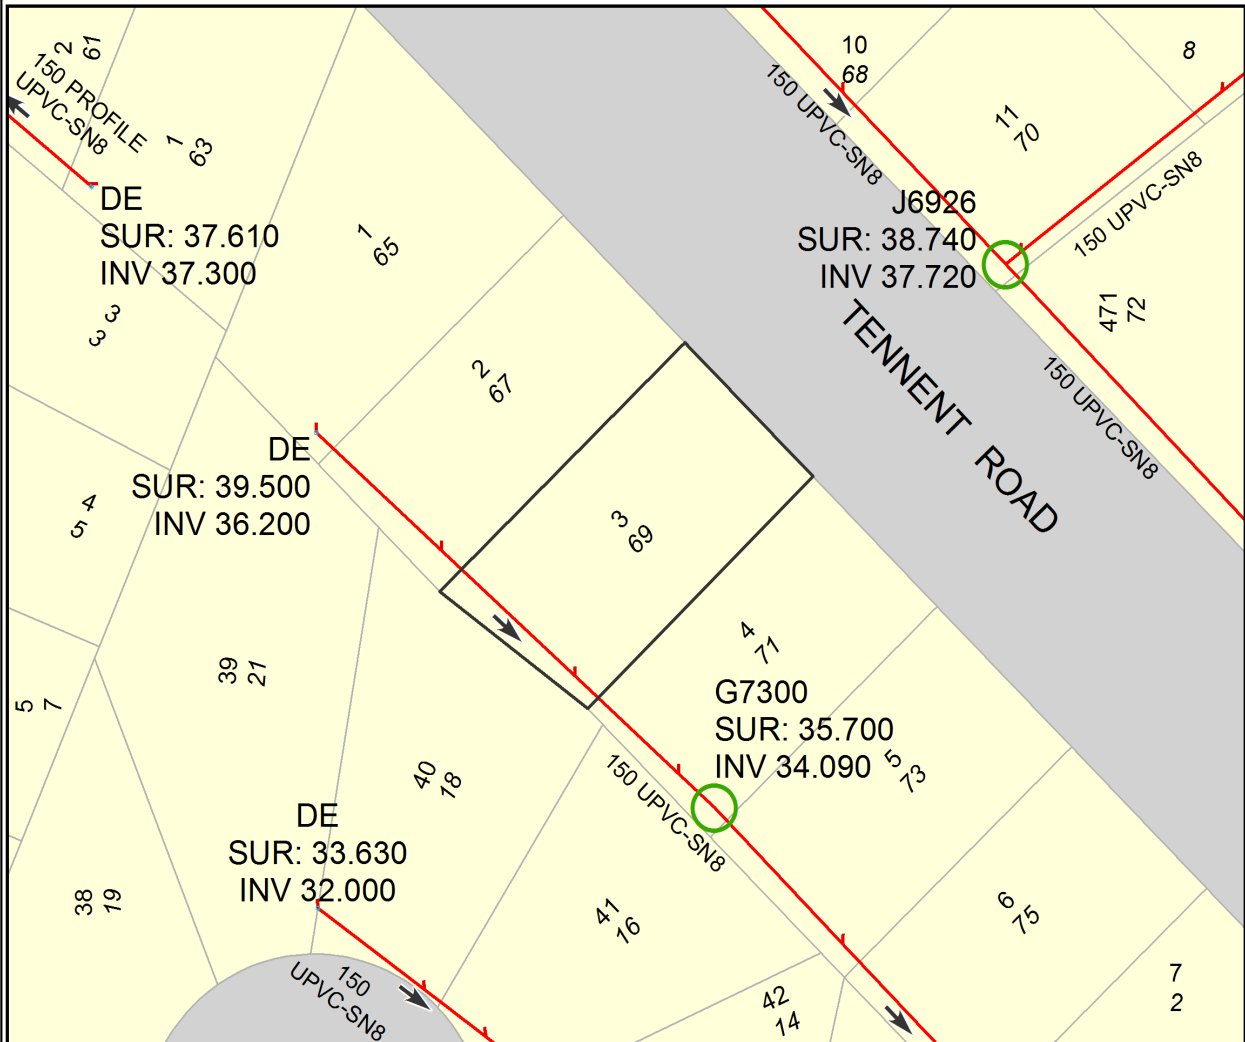 2
61
150 PROFILE
UPVC-SN8
1
63
DE
SUR: 37.610
INV 37.300
10
68
150 UPVC-SN8
8
11
70
J6926
SUR: 38.740
INV 37.720
150 UPVC-SN8
471
72
1
65
3
3
TENNENT ROAD
150 UPVC-SN8
2
67
DE
SUR: 39.500
INV 36.200
4
5
3
69
39
21
5
7
4
71
G7300
SUR: 35.700
INV 34.090
5
73
40
18
150 UPVC-SN8
DE
SUR: 33.630
INV 32.000
38
19
41
16
6
75
150
UPVC-SN8
42
14
7
2